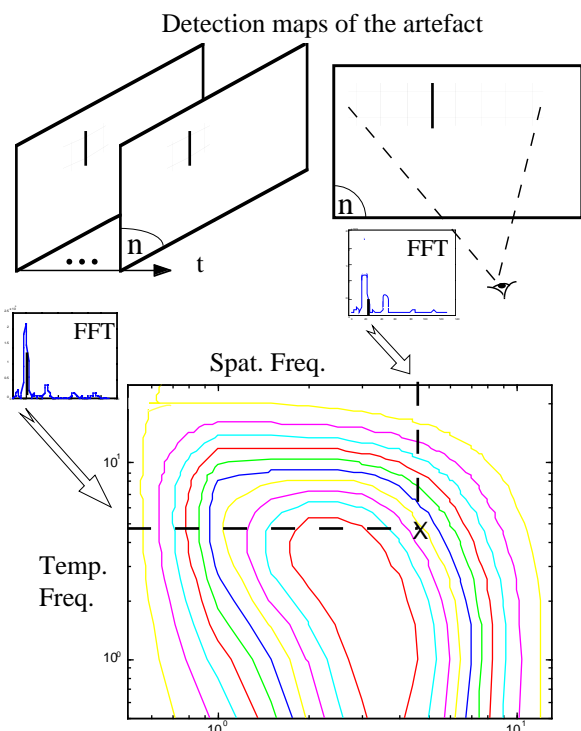 Detection maps of the artefact
n
t
n
FFT
FFT
Spat. Freq.
Temp.
Freq.
X
10¹
10⁰
10⁰
10¹